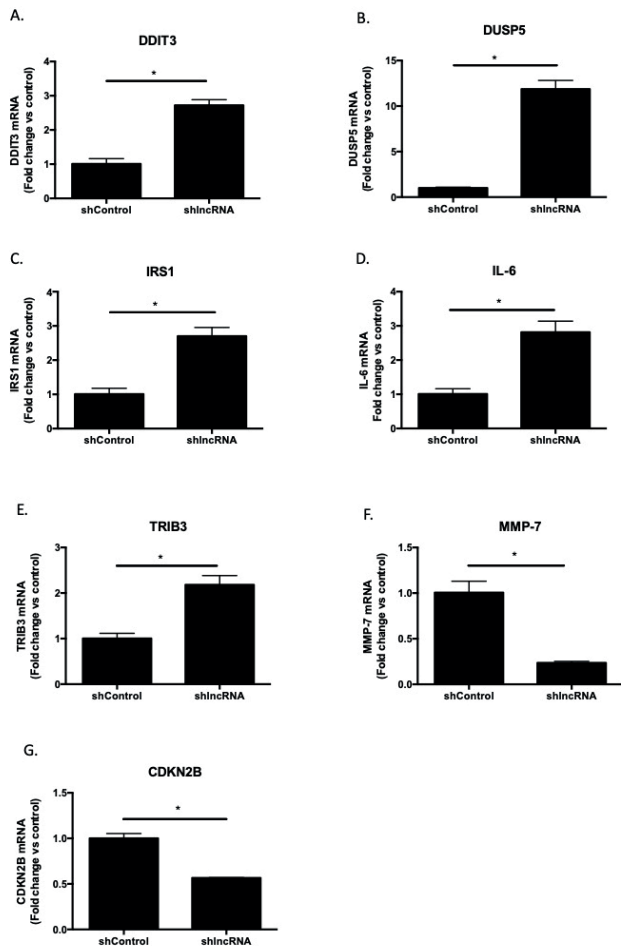 A.
DDIT3
DDIT3 mRNA
(Fold change vs control)
4
3
2
1
0
*
shControl
shlncRNA
B.
DUSP5
DUSP5 mRNA
(Fold change vs control)
15
10
5
0
*
shControl
shlncRNA
C.
IRS1
IRS1 mRNA
(Fold change vs control)
4
3
2
1
0
*
shControl
shlncRNA
D.
IL-6
IL-6 mRNA
Fold change vs control)
4
3
2
1
0
*
shControl
shlncRNA
E.
TRIB3
TRIB3 mRNA
(Fold change vs control)
3
2
1
0
*
shControl
shlncRNA
F.
MMP-7
MMP-7 mRNA
(Fold change vs control)
1.5
1.0
0.5
0.0
*
shControl
shlncRNA
G.
CDKN2B
CDKN2B mRNA
(Fold change vs control)
1.5
1.0
0.5
0.0
*
shControl
shlncRNA